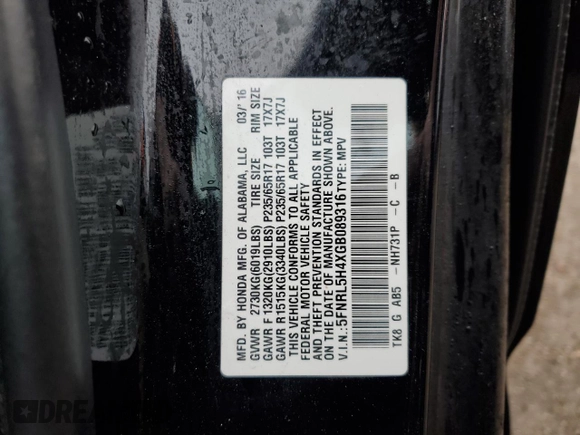 MFD. BY HONDA MFG. OF ALABAMA, LLC 03/'16
GVWR 2730KG(6019LBS) TIRE SIZE RIM SIZE
GAWR F 1320KG(2910LBS) P235/65R17 103T 17X7J
GAWR R 1515KG(3340LBS) P235/65R17 103T 17X7J
THIS VEHICLE CONFORMS TO ALL APPLICABLE
FEDERAL MOTOR VEHICLE SAFETY
AND THEFT PREVENTION STANDARDS IN EFFECT
ON THE DATE OF MANUFACTURE SHOWN ABOVE.
V.I.N.:5FNRL5H4XGB089316 TYPE: MPV
TK8 G AB5 -NH731P -C -B